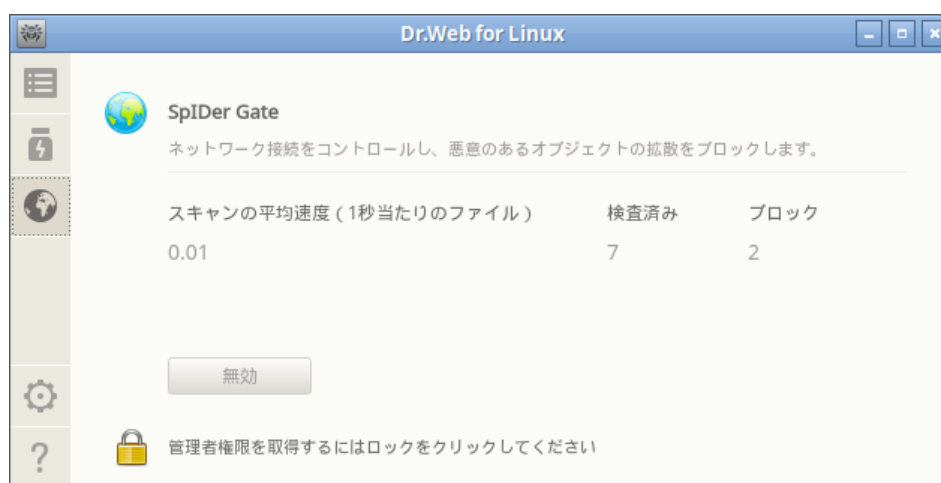 Dr.Web for Linux
SpIDer Gate
ネットワーク接続をコントロールし、悪意のあるオブジェクトの拡散をブロックします。
スキャンの平均速度 ( 1秒当たりのファイル ) 検査済み ブロック
0.01 7 2
無効
管理者権限を取得するにはロックをクリックしてください
?